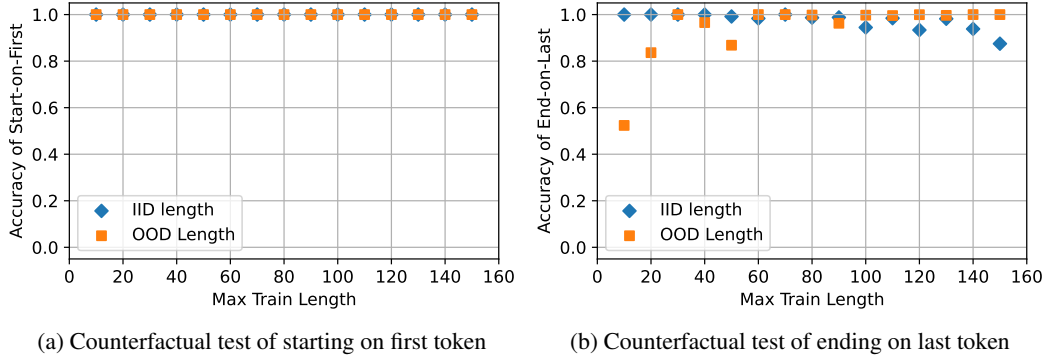 Accuracy of Start-on-First
1.0
0.8
0.6
0.4
0.2
0.0
IID length
OOD Length
0 20 40 60 80 100 120 140 160
Max Train Length
(a) Counterfactual test of starting on first token
Accuracy of End-on-Last
1.0
0.8
0.6
0.4
0.2
0.0
IID length
OOD Length
0 20 40 60 80 100 120 140 160
Max Train Length
(b) Counterfactual test of ending on last token